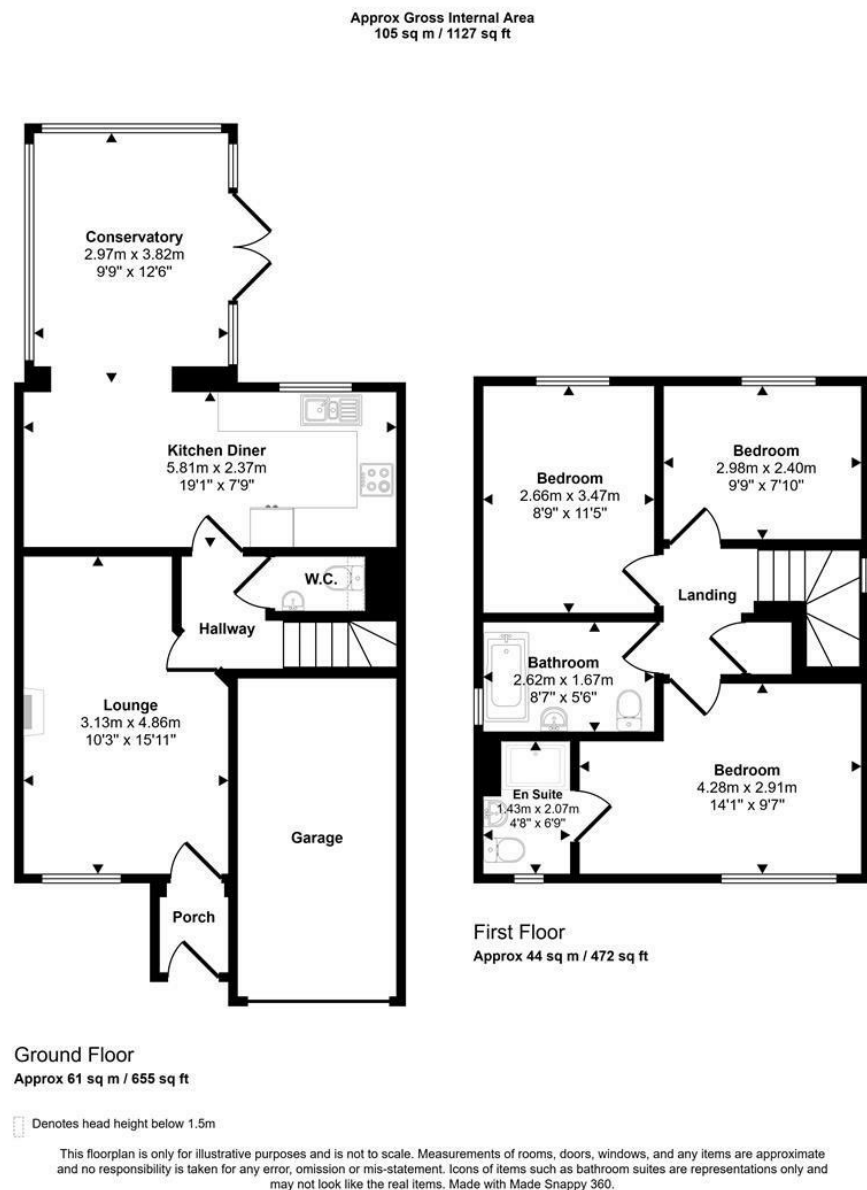 Approx Gross Internal Area
105 sq m / 1127 sq ft
Conservatory
2.97m x 3.82m
9'9" x 12'6"
Kitchen Diner
5.81m x 2.37m
19'1" x 7'9"
W.C.
Hallway
Lounge
3.13m x 4.86m
10'3" x 15'11"
Garage
Porch
Bedroom
2.66m x 3.47m
8'9" x 11'5"
Bedroom
2.98m x 2.40m
9'9" x 7'10"
Landing
Bathroom
2.62m x 1.67m
8'7" x 5'6"
En Suite
1.43m x 2.07m
4'8" x 6'9"
Bedroom
4.28m x 2.91m
14'1" x 9'7"
First Floor
Approx 44 sq m / 472 sq ft
Ground Floor
Approx 61 sq m / 655 sq ft
Denotes head height below 1.5m
This floorplan is only for illustrative purposes and is not to scale. Measurements of rooms, doors, windows, and any items are approximate
and no responsibility is taken for any error, omission or mis-statement. Icons of items such as bathroom suites are representations only and
may not look like the real items. Made with Made Snappy 360.